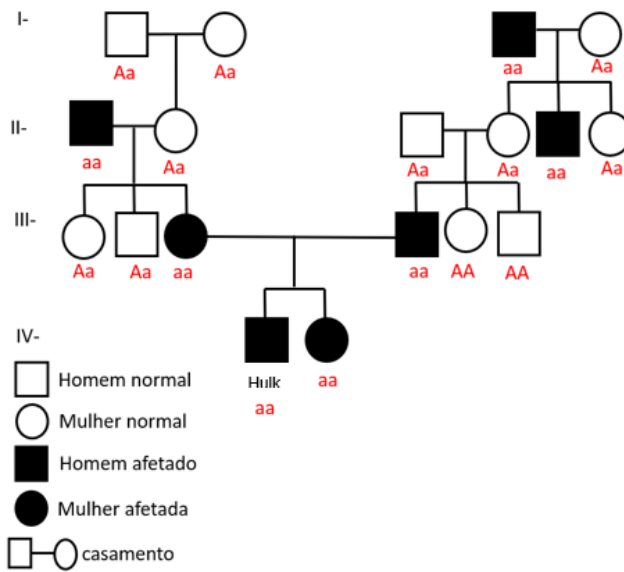 I-
Aa Aa aa Aa
II-
aa Aa Aa Aa aa Aa
III-
Aa Aa aa aa AA AA
IV-
Hulk
aa aa
Homem normal
Mulher normal
Homem afetado
Mulher afetada
casamento